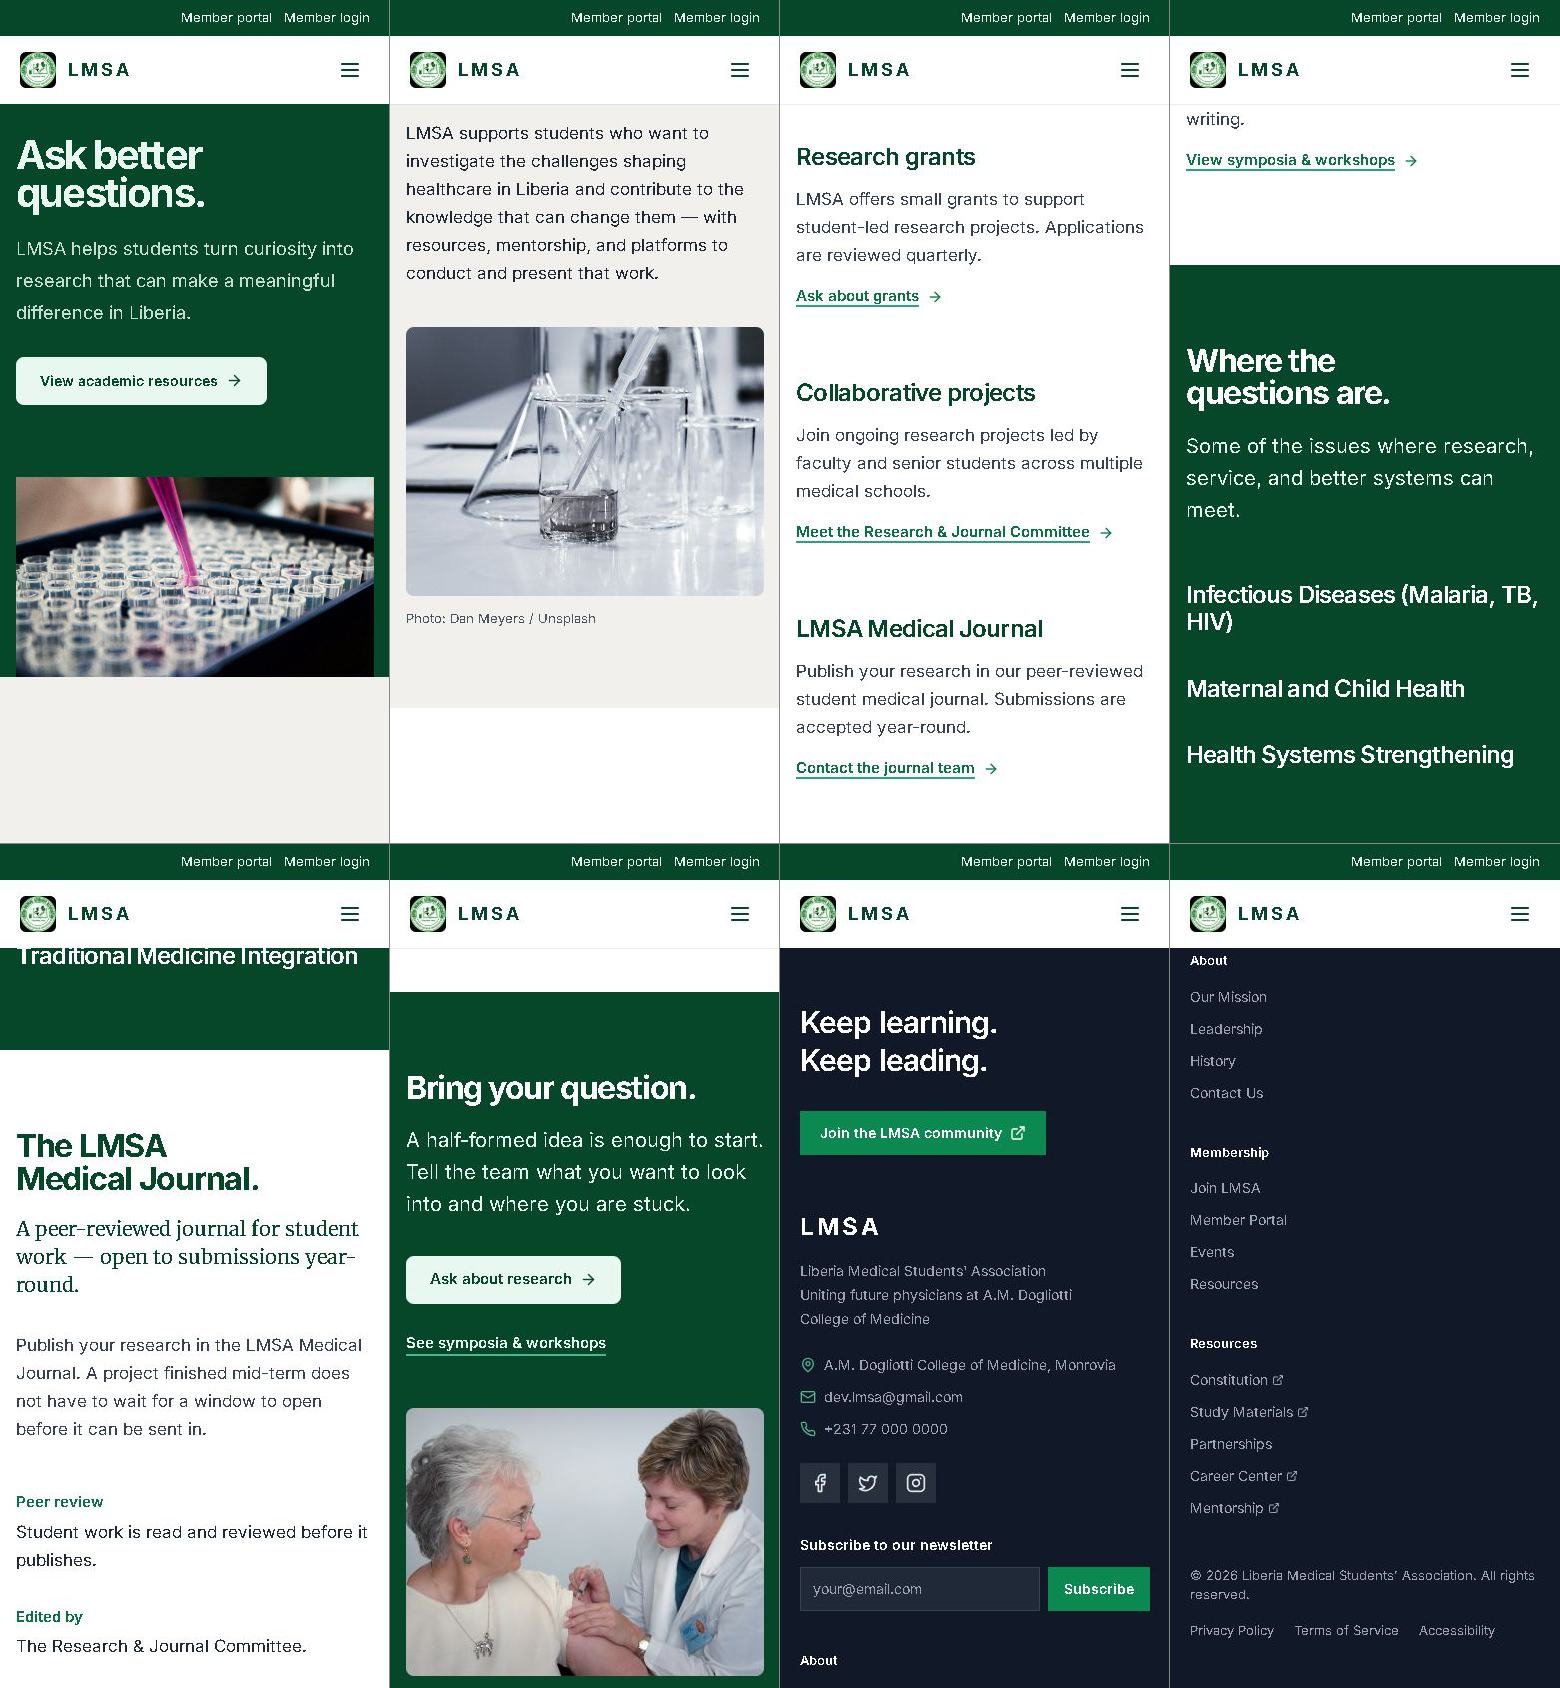 Member portal Member login
LMSA
Ask better
questions.
LMSA helps students turn curiosity into
research that can make a meaningful
difference in Liberia.
View academic resources
Member portal Member login
LMSA
LMSA supports students who want to
investigate the challenges shaping
healthcare in Liberia and contribute to the
knowledge that can change them — with
resources, mentorship, and platforms to
conduct and present that work.
Photo: Dan Meyers / Unsplash
Member portal Member login
LMSA
Research grants
LMSA offers small grants to support
student-led research projects. Applications
are reviewed quarterly.
Ask about grants
Collaborative projects
Join ongoing research projects led by
faculty and senior students across multiple
medical schools.
Meet the Research & Journal Committee
LMSA Medical Journal
Publish your research in our peer-reviewed
student medical journal. Submissions are
accepted year-round.
Contact the journal team
Member portal Member login
LMSA
writing.
View symposia & workshops
Where the
questions are.
Some of the issues where research,
service, and better systems can
meet.
Infectious Diseases (Malaria, TB,
HIV)
Maternal and Child Health
Health Systems Strengthening
Member portal Member login
LMSA
Traditional Medicine Integration
The LMSA
Medical Journal.
A peer-reviewed journal for student
work — open to submissions year-
round.
Publish your research in the LMSA Medical
Journal. A project finished mid-term does
not have to wait for a window to open
before it can be sent in.
Peer review
Student work is read and reviewed before it
publishes.
Edited by
The Research & Journal Committee.
Member portal Member login
LMSA
Bring your question.
A half-formed idea is enough to start.
Tell the team what you want to look
into and where you are stuck.
Ask about research
See symposia & workshops
Member portal Member login
LMSA
Keep learning.
Keep leading.
Join the LMSA community
LMSA
Liberia Medical Students' Association
Uniting future physicians at A.M. Dogliotti
College of Medicine
A.M. Dogliotti College of Medicine, Monrovia
dev.lmsa@gmail.com
+231 77 000 0000
Subscribe to our newsletter
your@email.com
Subscribe
About
Member portal Member login
LMSA
About
Our Mission
Leadership
History
Contact Us
Membership
Join LMSA
Member Portal
Events
Resources
Resources
Constitution
Study Materials
Partnerships
Career Center
Mentorship
© 2026 Liberia Medical Students' Association. All rights
reserved.
Privacy Policy Terms of Service Accessibility